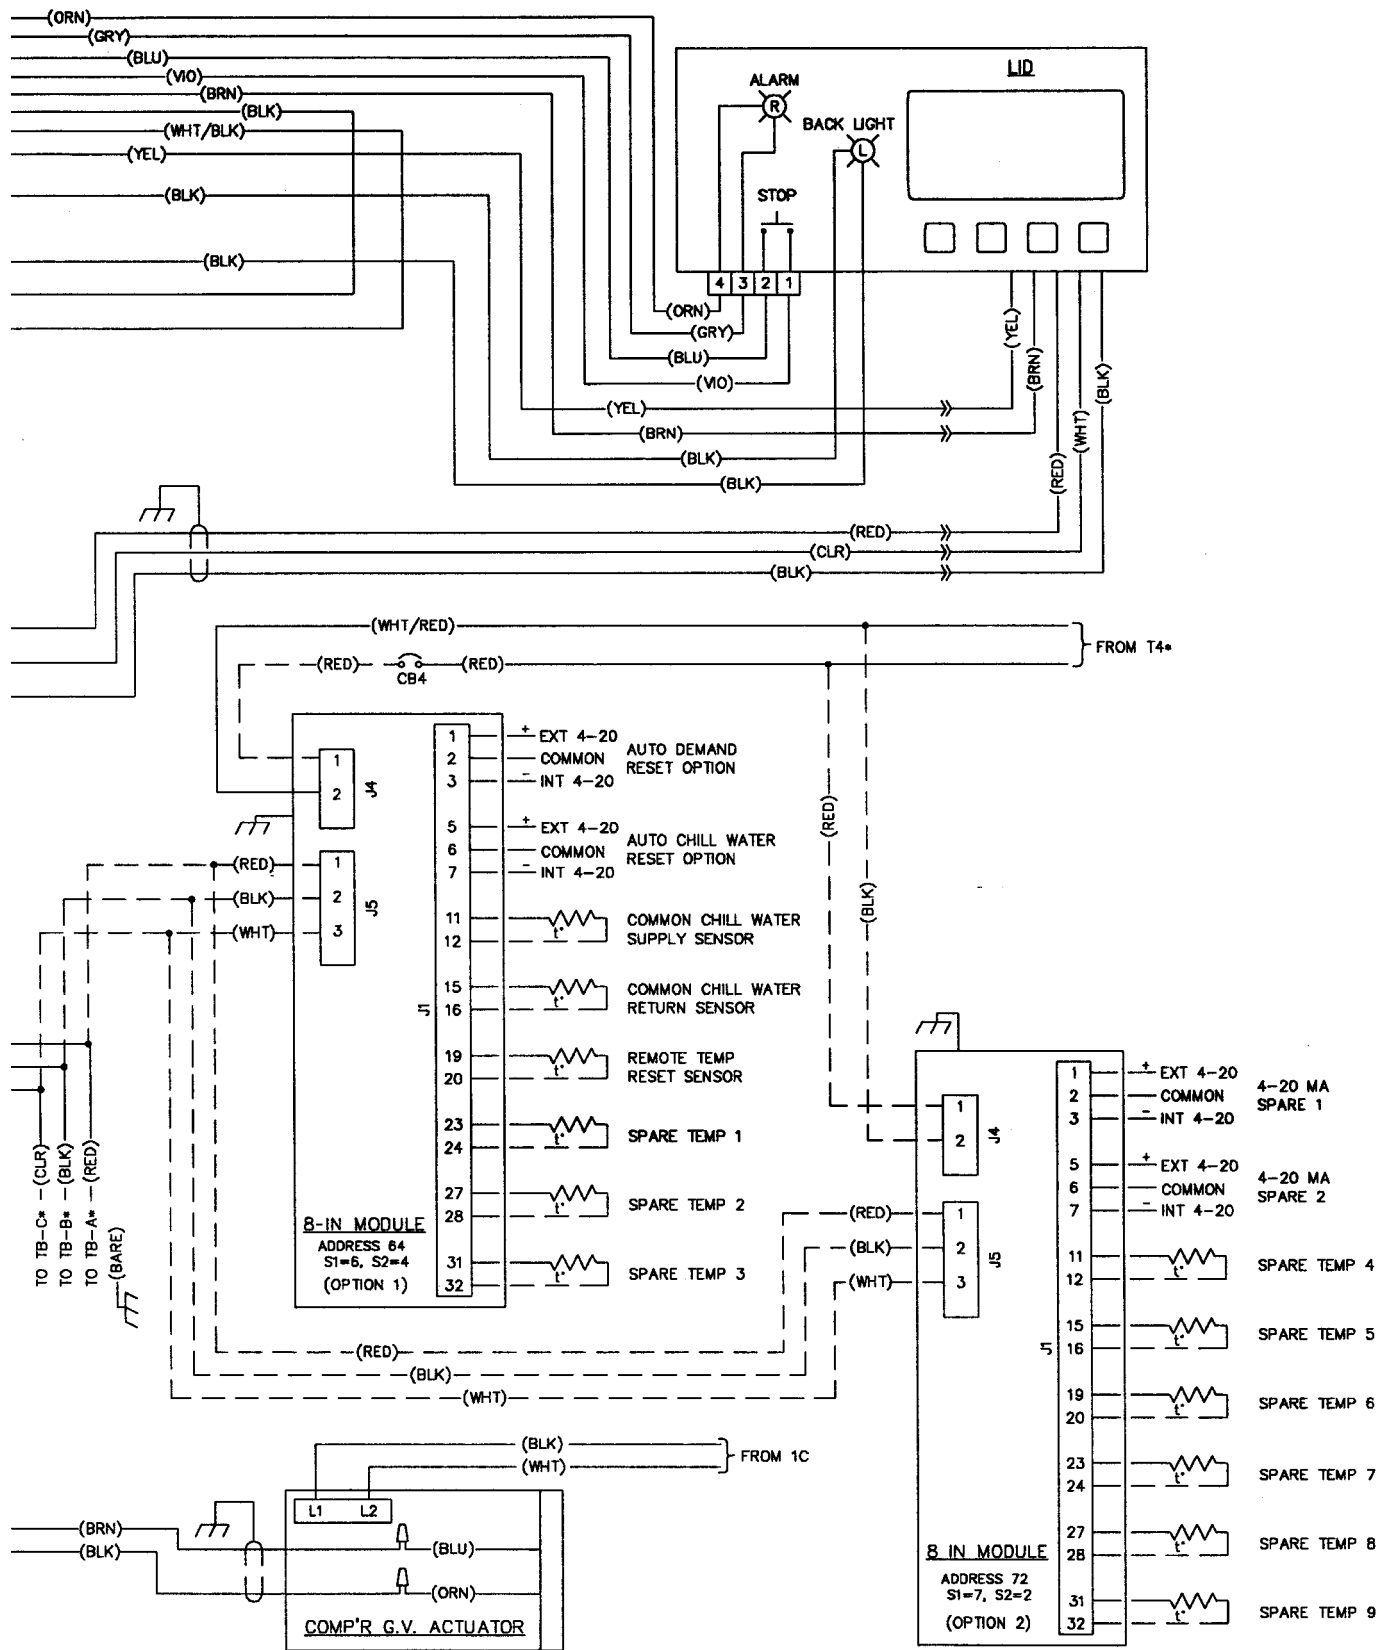 (ORN)
(GRY)
(BLU)
(VIO)
(BRN)
(BLK)
(WHT/BLK)
(YEL)
(BLK)
(BLK)
LID
ALARM
R
BACK LIGHT
L
STOP
4 3 2 1
(ORN)
(GRY)
(BLU)
(VIO)
(YEL)
(BRN)
(BLK)
(BLK)
(YEL)
(BRN)
(RED)
(WHT)
(BLK)
(RED)
(CLR)
(BLK)
(WHT/RED)
(RED)
CB4
(RED)
FROM T4*
(RED)
(BLK)
1
2
J4
(RED)
(BLK)
(WHT)
1
2
3
J5
J1
1 + EXT 4-20
2 COMMON
3 - INT 4-20
AUTO DEMAND
RESET OPTION
5 + EXT 4-20
6 COMMON
7 - INT 4-20
AUTO CHILL WATER
RESET OPTION
11
12
t°
COMMON CHILL WATER
SUPPLY SENSOR
15
16
t°
COMMON CHILL WATER
RETURN SENSOR
19
20
t°
REMOTE TEMP
RESET SENSOR
23
24
t°
SPARE TEMP 1
27
28
t°
SPARE TEMP 2
31
32
t°
SPARE TEMP 3
8-IN MODULE
ADDRESS 64
S1=6, S2=4
(OPTION 1)
TO TB-C* (CLR)
TO TB-B* (BLK)
TO TB-A* (RED)
(BARE)
(RED)
(BLK)
(WHT)
(RED)
(BLK)
(WHT)
1
2
J4
1
2
3
J5
J1
1 + EXT 4-20
2 COMMON
3 - INT 4-20
4-20 MA
SPARE 1
5 + EXT 4-20
6 COMMON
7 - INT 4-20
4-20 MA
SPARE 2
11
12
t°
SPARE TEMP 4
15
16
t°
SPARE TEMP 5
19
20
t°
SPARE TEMP 6
23
24
t°
SPARE TEMP 7
27
28
t°
SPARE TEMP 8
31
32
t°
SPARE TEMP 9
8 IN MODULE
ADDRESS 72
S1=7, S2=2
(OPTION 2)
(BLK)
(WHT)
FROM 1C
L1 L2
(BRN)
(BLK)
(BLU)
(ORN)
COMP'R G.V. ACTUATOR